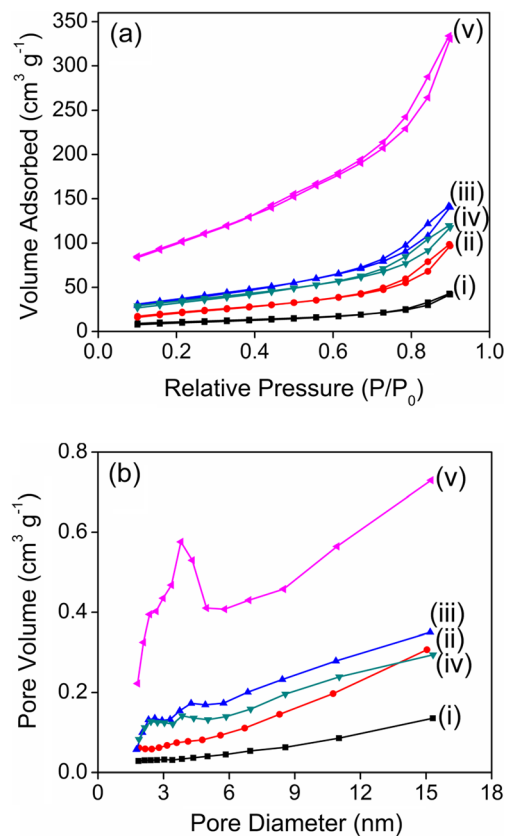 (a)
350
300
250
200
150
100
50
0
Volume Adsorbed (cm³ g⁻¹)
(v)
(iii)
(iv)
(ii)
(i)
0.0 0.2 0.4 0.6 0.8 1.0
Relative Pressure (P/P₀)
(b)
0.8
0.6
0.4
0.2
0.0
Pore Volume (cm³ g⁻¹)
(v)
(iii)
(ii)
(iv)
(i)
0 3 6 9 12 15 18
Pore Diameter (nm)